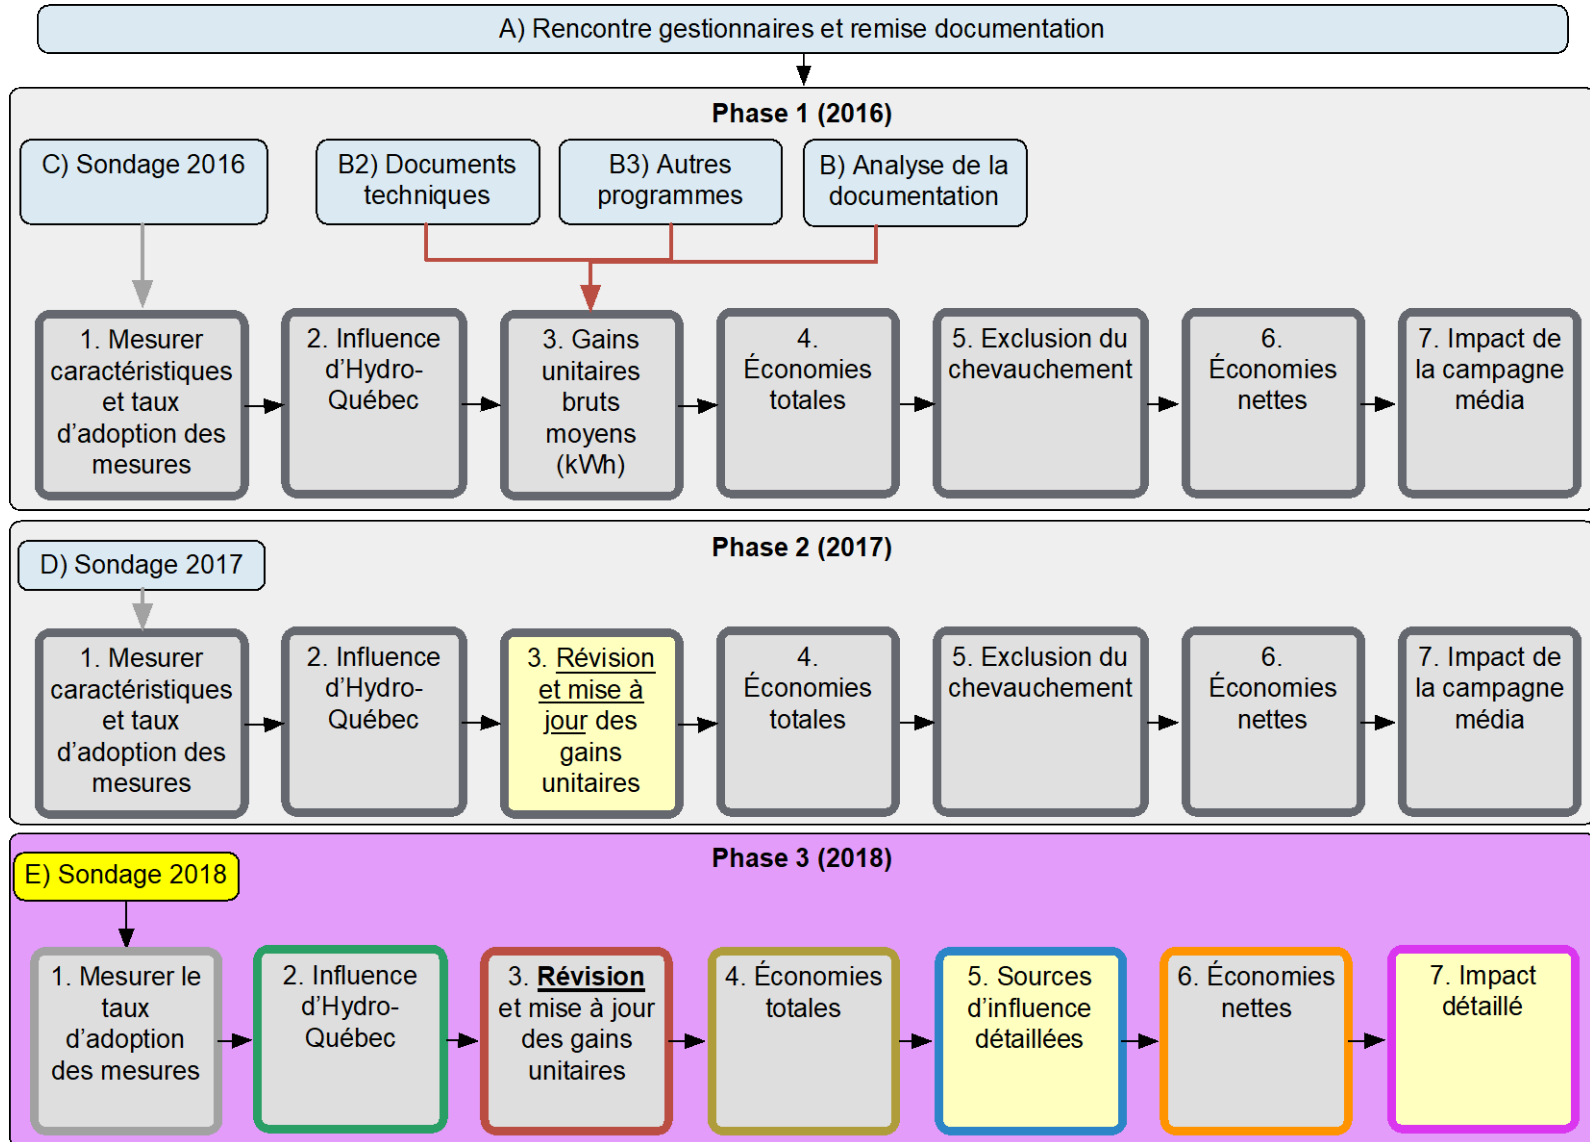 A) Rencontre gestionnaires et remise documentation
Phase 1 (2016)
C) Sondage 2016
B2) Documents
techniques
B3) Autres
programmes
B) Analyse de la
documentation
1. Mesurer
caractéristiques
et taux
d'adoption des
mesures
2. Influence
d'Hydro-
Québec
3. Gains
unitaires
bruts
moyens
(kWh)
4.
Économies
totales
5. Exclusion du
chevauchement
6.
Économies
nettes
7. Impact de
la campagne
média
Phase 2 (2017)
D) Sondage 2017
1. Mesurer
caractéristiques
et taux
d'adoption des
mesures
2. Influence
d'Hydro-
Québec
3. Révision
et mise à
jour des
gains
unitaires
4.
Économies
totales
5. Exclusion du
chevauchement
6.
Économies
nettes
7. Impact de
la campagne
média
Phase 3 (2018)
E) Sondage 2018
1. Mesurer le
taux
d'adoption
des mesures
2. Influence
d'Hydro-
Québec
3. Révision
et mise à jour
des gains
unitaires
4. Économies
totales
5. Sources
d'influence
détaillées
6. Économies
nettes
7. Impact
détaillé